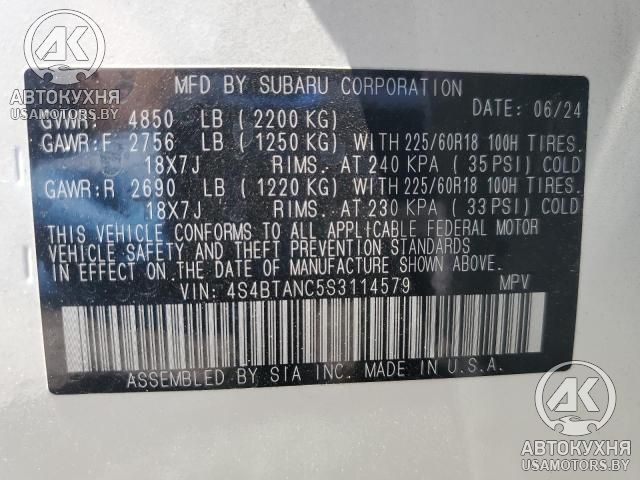 AK
АВТОКУХНЯ
USAMOTORS.BY
MFD BY SUBARU CORPORATION
DATE: 06/24
GVWR: 4850 LB (2200 KG)
GAWR:F 2756 LB (1250 KG) WITH 225/60R18 100H TIRES.
18X7J RIMS. AT 240 KPA (35 PSI) COLD
GAWR:R 2690 LB (1220 KG) WITH 225/60R18 100H TIRES.
18X7J RIMS. AT 230 KPA (33 PSI) COLD
THIS VEHICLE CONFORMS TO ALL APPLICABLE FEDERAL MOTOR
VEHICLE SAFETY AND THEFT PREVENTION STANDARDS
IN EFFECT ON THE DATE OF MANUFACTURE SHOWN ABOVE.
VIN: 4S4BTANC5S3114579 MPV
ASSEMBLED BY SIA INC. MADE IN U.S.A.
AK
АВТОКУХНЯ
USAMOTORS.BY